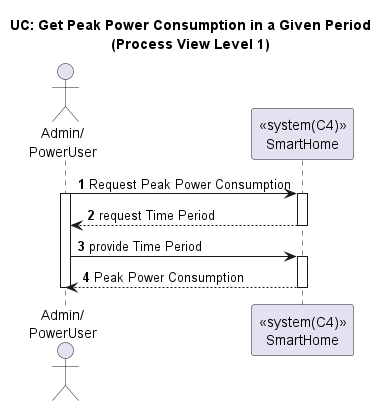 UC: Get Peak Power Consumption in a Given Period
(Process View Level 1)
Admin/
PowerUser
«system(C4)»
SmartHome
1 Request Peak Power Consumption
2 request Time Period
3 provide Time Period
4 Peak Power Consumption
Admin/
PowerUser
«system(C4)»
SmartHome